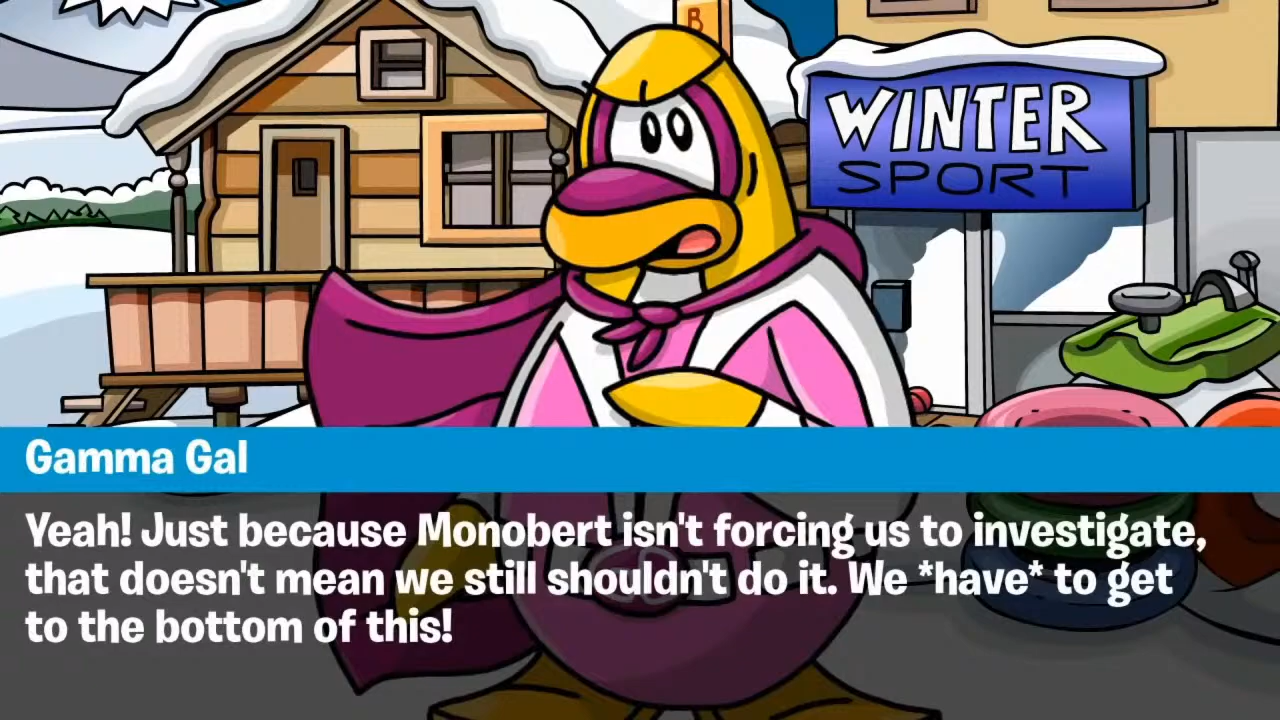 B
WINTER
SPORT
Gamma Gal
Yeah! Just because Monobert isn't forcing us to investigate,
that doesn't mean we still shouldn't do it. We *have* to get
to the bottom of this!